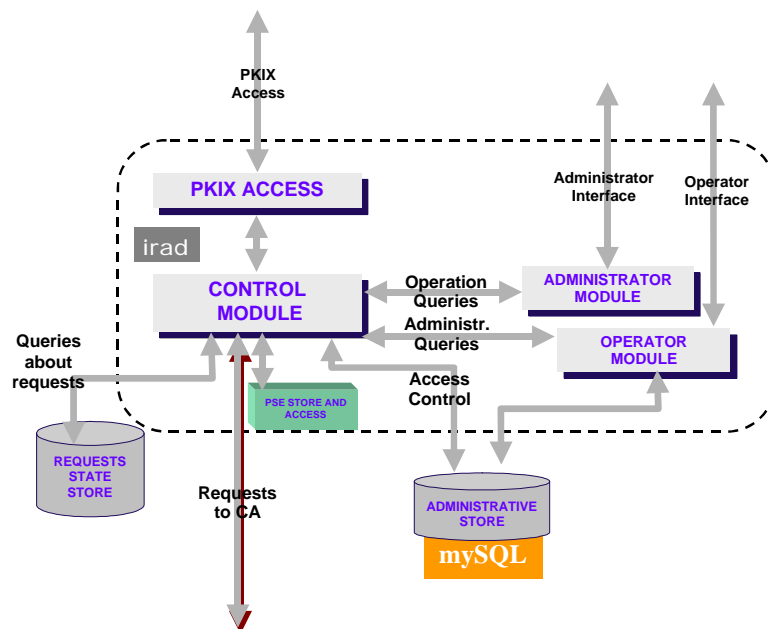 PKIX
Access
PKIX ACCESS
Administrator
Interface
Operator
Interface
irad
CONTROL
MODULE
Operation
Queries
ADMINISTRATOR
MODULE
Administr.
Queries
OPERATOR
MODULE
Queries
about
requests
Access
Control
PSE STORE AND
ACCESS
REQUESTS
STATE
STORE
Requests
to CA
ADMINISTRATIVE
STORE
mySQL